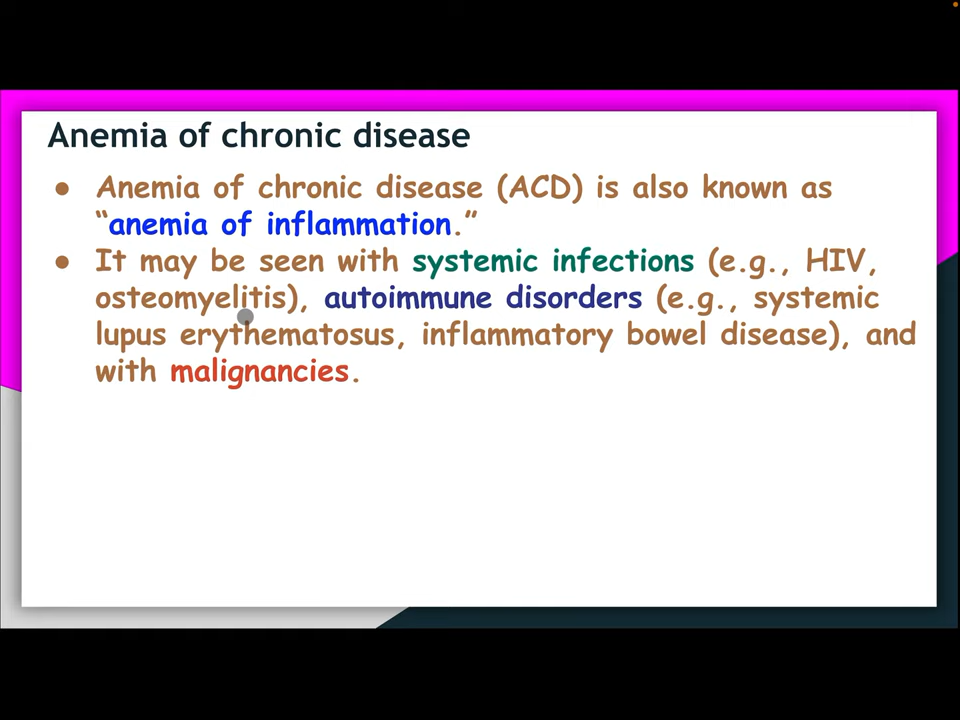 Anemia of chronic disease
● Anemia of chronic disease (ACD) is also known as
“anemia of inflammation.”
● It may be seen with systemic infections (e.g., HIV,
osteomyelitis), autoimmune disorders (e.g., systemic
lupus erythematosus, inflammatory bowel disease), and
with malignancies.